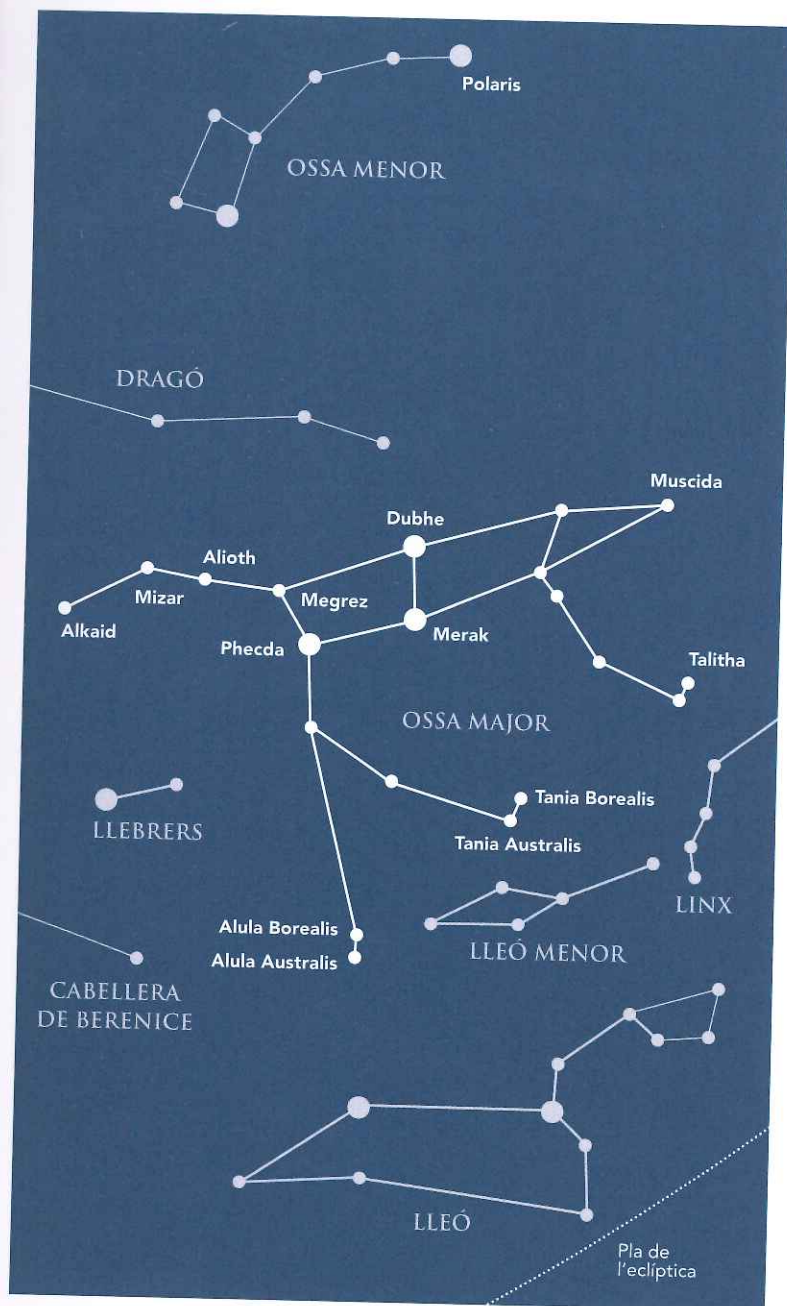 Polaris
OSSA MENOR
DRAGÓ
Muscida
Dubhe
Alioth
Mizar
Megrez
Alkaid
Phecda
Merak
Talitha
OSSA MAJOR
Tania Borealis
LLEBRERS
Tania Australis
LINX
Alula Borealis
LLEÓ MENOR
Alula Australis
CABELLERA
DE BERENICE
LLEÓ
Pla de
l'eclíptica